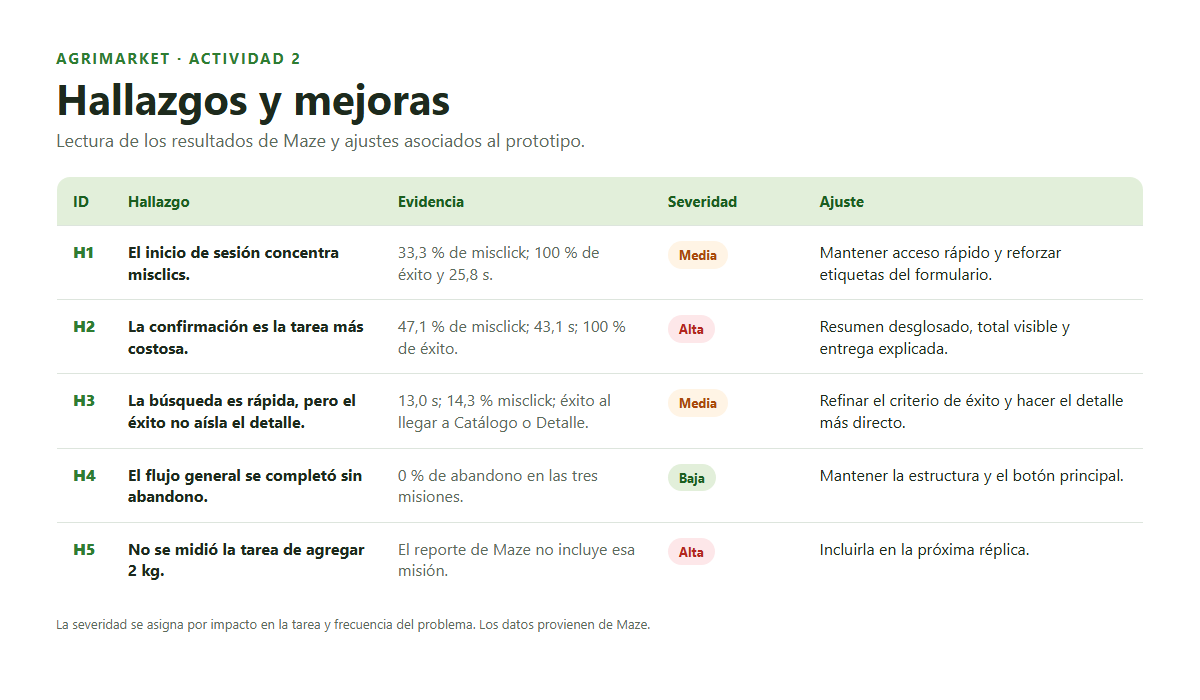 AGRIMARKET · ACTIVIDAD 2
Hallazgos y mejoras
Lectura de los resultados de Maze y ajustes asociados al prototipo.
ID Hallazgo Evidencia Severidad Ajuste
H1 El inicio de sesión concentra 33,3 % de misclick; 100 % de Media Mantener acceso rápido y reforzar
misclics. éxito y 25,8 s. etiquetas del formulario.
H2 La confirmación es la tarea más 47,1 % de misclick; 43,1 s; 100 % Alta Resumen desglosado, total visible y
costosa. de éxito. entrega explicada.
H3 La búsqueda es rápida, pero el 13,0 s; 14,3 % misclick; éxito al Media Refinar el criterio de éxito y hacer el detalle
éxito no aísla el detalle. llegar a Catálogo o Detalle. más directo.
H4 El flujo general se completó sin 0 % de abandono en las tres Baja Mantener la estructura y el botón principal.
abandono. misiones.
H5 No se midió la tarea de agregar El reporte de Maze no incluye esa Alta Incluirla en la próxima réplica.
2 kg. misión.
La severidad se asigna por impacto en la tarea y frecuencia del problema. Los datos provienen de Maze.